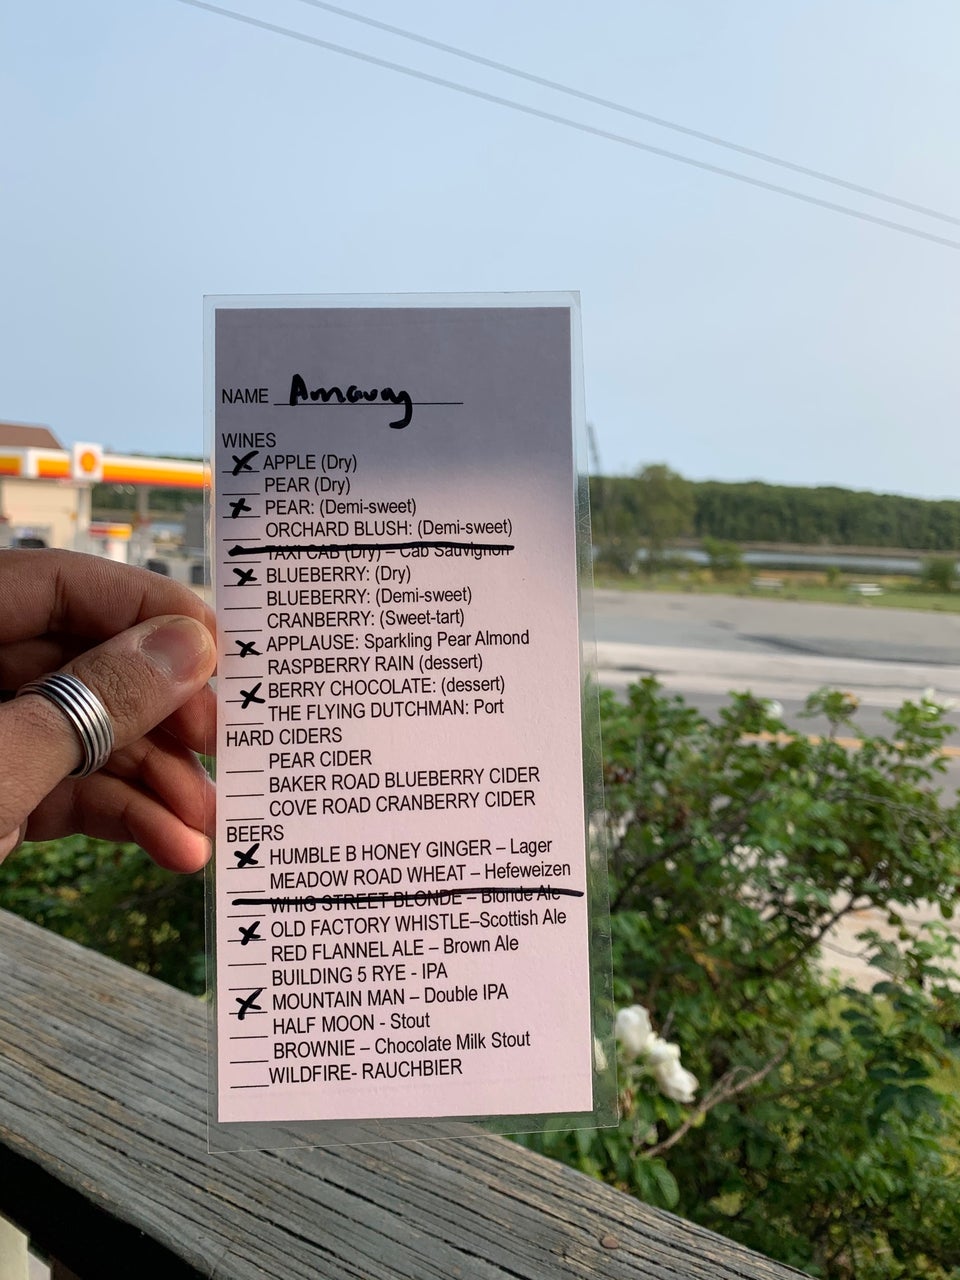 NAME Amaury
WINES
X APPLE (Dry)
PEAR (Dry)
X PEAR: (Demi-sweet)
ORCHARD BLUSH: (Demi-sweet)
TAXI CAB (Dry) – Cab Sauvignon
X BLUEBERRY: (Dry)
BLUEBERRY: (Demi-sweet)
CRANBERRY: (Sweet-tart)
X APPLAUSE: Sparkling Pear Almond
RASPBERRY RAIN (dessert)
X BERRY CHOCOLATE: (dessert)
THE FLYING DUTCHMAN: Port
HARD CIDERS
PEAR CIDER
BAKER ROAD BLUEBERRY CIDER
COVE ROAD CRANBERRY CIDER
BEERS
X HUMBLE B HONEY GINGER – Lager
MEADOW ROAD WHEAT – Hefeweizen
WHIG STREET BLONDE – Blonde Ale
X OLD FACTORY WHISTLE–Scottish Ale
RED FLANNEL ALE – Brown Ale
BUILDING 5 RYE - IPA
X MOUNTAIN MAN – Double IPA
HALF MOON - Stout
BROWNIE – Chocolate Milk Stout
WILDFIRE- RAUCHBIER